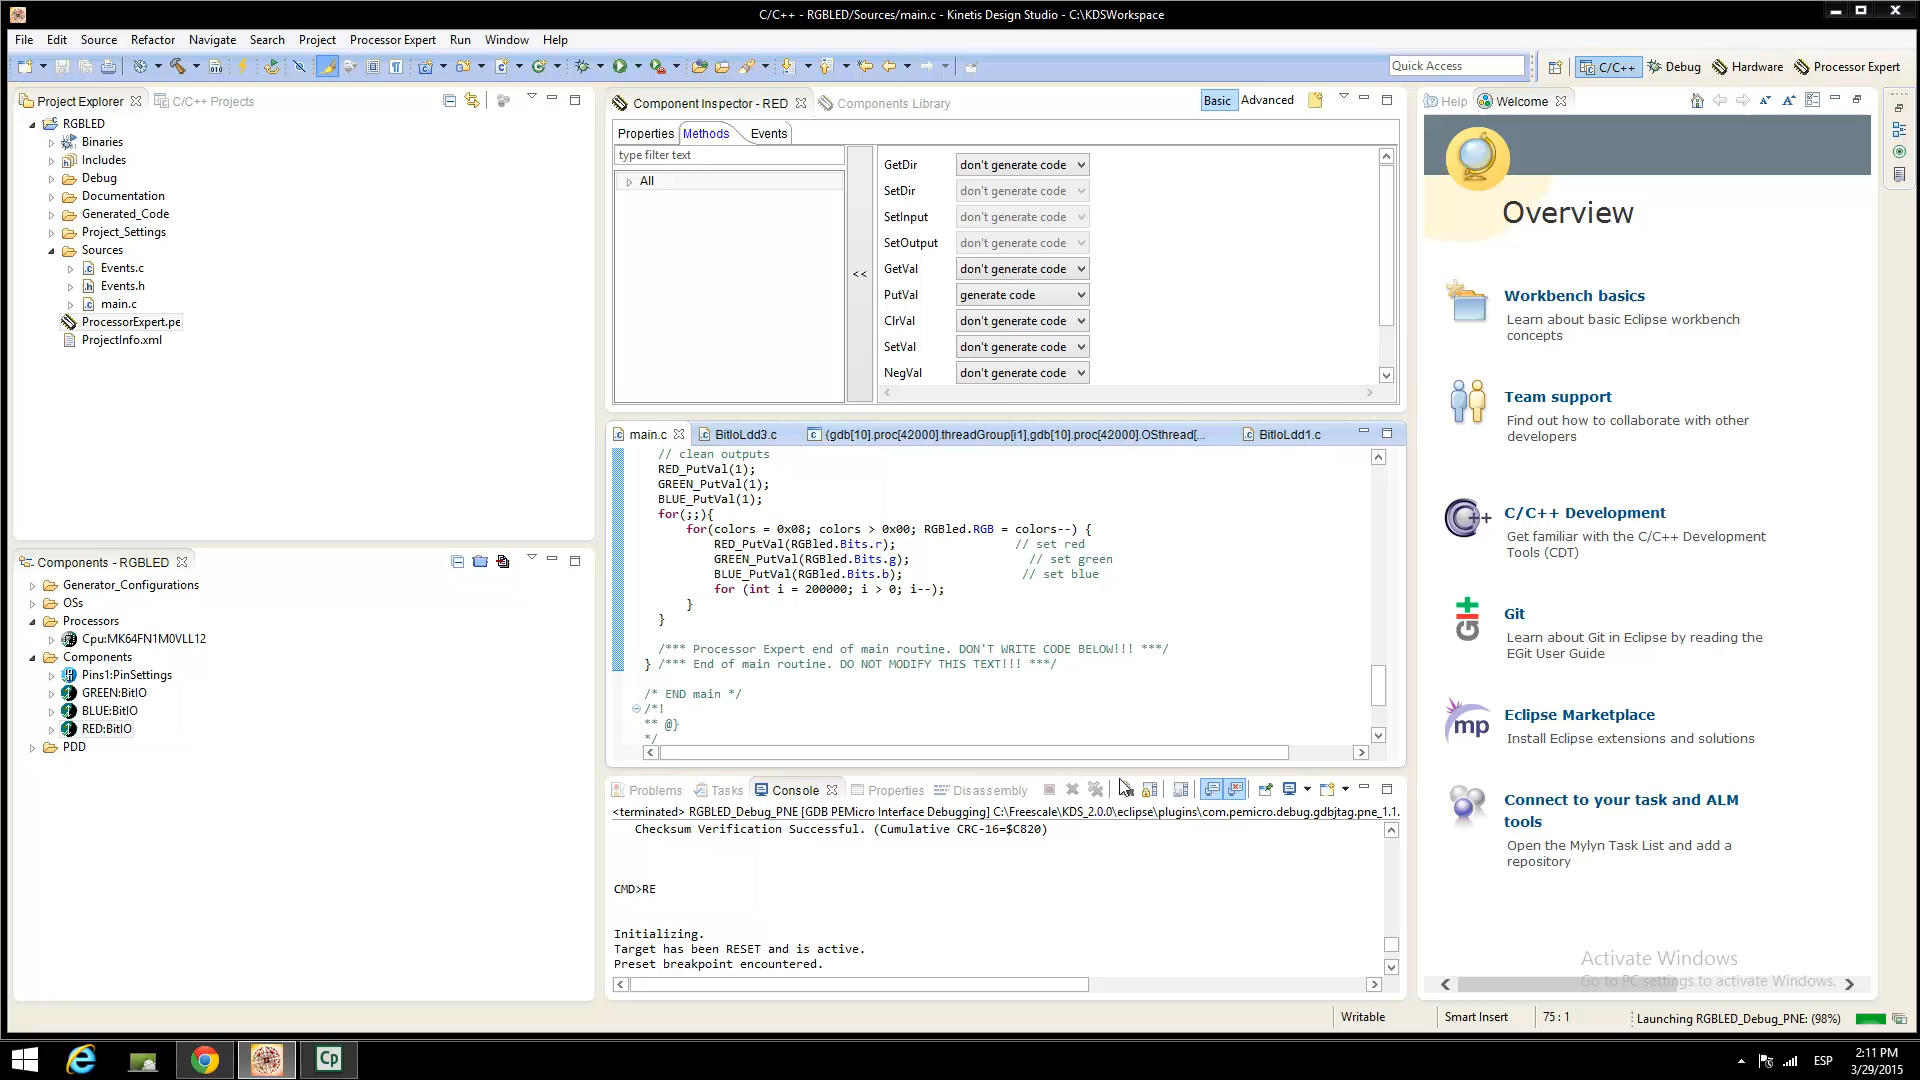 C/C++ - RGBLED/Sources/main.c - Kinetis Design Studio - C:\KDSWorkspace
File Edit Source Refactor Navigate Search Project Processor Expert Run Window Help
Quick Access
C/C++ Debug Hardware Processor Expert
Project Explorer C/C++ Projects
RGBLED
Binaries
Includes
Debug
Documentation
Generated_Code
Project_Settings
Sources
Events.c
Events.h
main.c
ProcessorExpert.pe
ProjectInfo.xml
Components - RGBLED
Generator_Configurations
OSs
Processors
Cpu:MK64FN1M0VLL12
Components
Pins1:PinSettings
GREEN:BitIO
BLUE:BitIO
RED:BitIO
PDD
Component Inspector - RED Components Library
Basic Advanced
Properties Methods Events
type filter text
All
<<
GetDir don't generate code
SetDir don't generate code
SetInput don't generate code
SetOutput don't generate code
GetVal don't generate code
PutVal generate code
ClrVal don't generate code
SetVal don't generate code
NegVal don't generate code
main.c BitIoLdd3.c (gdb[10].proc[42000].threadGroup[i1],gdb[10].proc[42000].OSthread[... BitIoLdd1.c
// clean outputs
RED_PutVal(1);
GREEN_PutVal(1);
BLUE_PutVal(1);
for(;;){
for(colors = 0x08; colors > 0x00; RGBled.RGB = colors--) {
RED_PutVal(RGBled.Bits.r); // set red
GREEN_PutVal(RGBled.Bits.g); // set green
BLUE_PutVal(RGBled.Bits.b); // set blue
for (int i = 200000; i > 0; i--);
}
}
/*** Processor Expert end of main routine. DON'T WRITE CODE BELOW!!! ***/
} /*** End of main routine. DO NOT MODIFY THIS TEXT!!! ***/
/* END main */
/*!
** @}
*/
Problems Tasks Console Properties Disassembly
<terminated> RGBLED_Debug_PNE [GDB PEMicro Interface Debugging] C:\Freescale\KDS_2.0.0\eclipse\plugins\com.pemicro.debug.gdbjtag.pne_1.1.
Checksum Verification Successful. (Cumulative CRC-16=$C820)
CMD>RE
Initializing.
Target has been RESET and is active.
Preset breakpoint encountered.
Help Welcome
Overview
Workbench basics
Learn about basic Eclipse workbench
concepts
Team support
Find out how to collaborate with other
developers
C/C++ Development
Get familiar with the C/C++ Development
Tools (CDT)
Git
Learn about Git in Eclipse by reading the
EGit User Guide
Eclipse Marketplace
Install Eclipse extensions and solutions
Connect to your task and ALM
tools
Open the Mylyn Task List and add a
repository
Activate Windows
Go to PC settings to activate Windows.
Writable Smart Insert 75 : 1 Launching RGBLED_Debug_PNE: (98%)
Cp
ESP
2:11 PM
3/29/2015